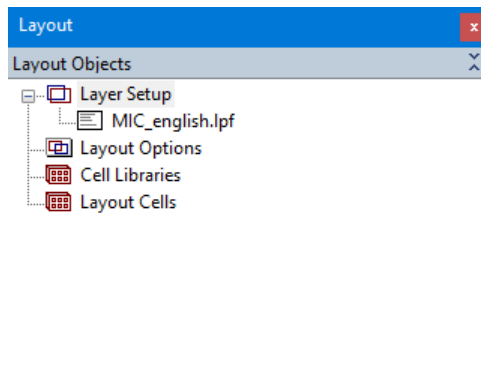 Layout
x
Layout Objects
Layer Setup
MIC_english.lpf
Layout Options
Cell Libraries
Layout Cells